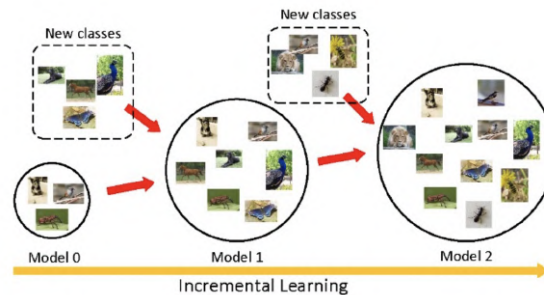 New classes
New classes
Model 0
Model 1
Model 2
Incremental Learning